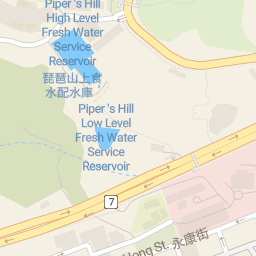 Piper's Hill
High Level
Fresh Water
Service
Reservoir
琵琶山上食
水配水庫
Piper's Hill
Low Level
Fresh Water
Service
Reservoir
7
Hong St. 永康街